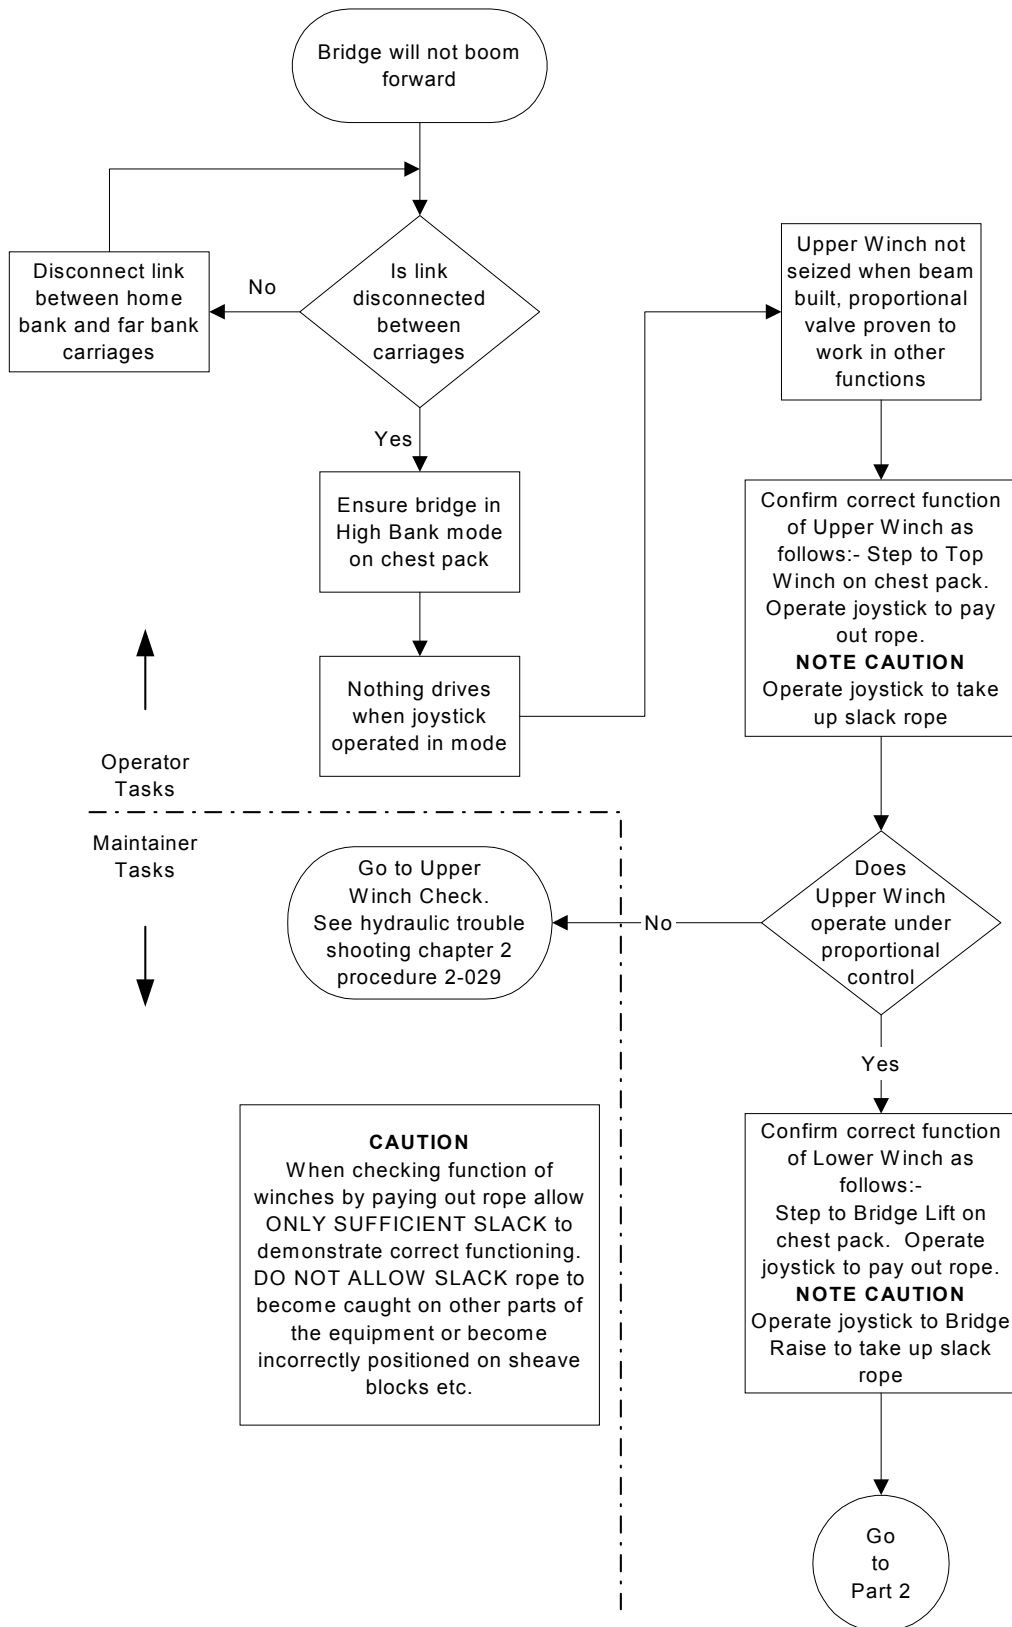 Bridge will not boom
forward
Is link
disconnected
between
carriages
No
Disconnect link
between home
bank and far bank
carriages
Yes
Ensure bridge in
High Bank mode
on chest pack
Nothing drives
when joystick
operated in mode
Upper Winch not
seized when beam
built, proportional
valve proven to
work in other
functions
Confirm correct function
of Upper Winch as
follows:- Step to Top
Winch on chest pack.
Operate joystick to pay
out rope.
NOTE CAUTION
Operate joystick to take
up slack rope
Operator
Tasks
Maintainer
Tasks
Does
Upper Winch
operate under
proportional
control
No
Go to Upper
Winch Check.
See hydraulic trouble
shooting chapter 2
procedure 2-029
Yes
CAUTION
When checking function of
winches by paying out rope allow
ONLY SUFFICIENT SLACK to
demonstrate correct functioning.
DO NOT ALLOW SLACK rope to
become caught on other parts of
the equipment or become
incorrectly positioned on sheave
blocks etc.
Confirm correct function
of Lower Winch as
follows:-
Step to Bridge Lift on
chest pack. Operate
joystick to pay out rope.
NOTE CAUTION
Operate joystick to Bridge
Raise to take up slack
rope
Go
to
Part 2